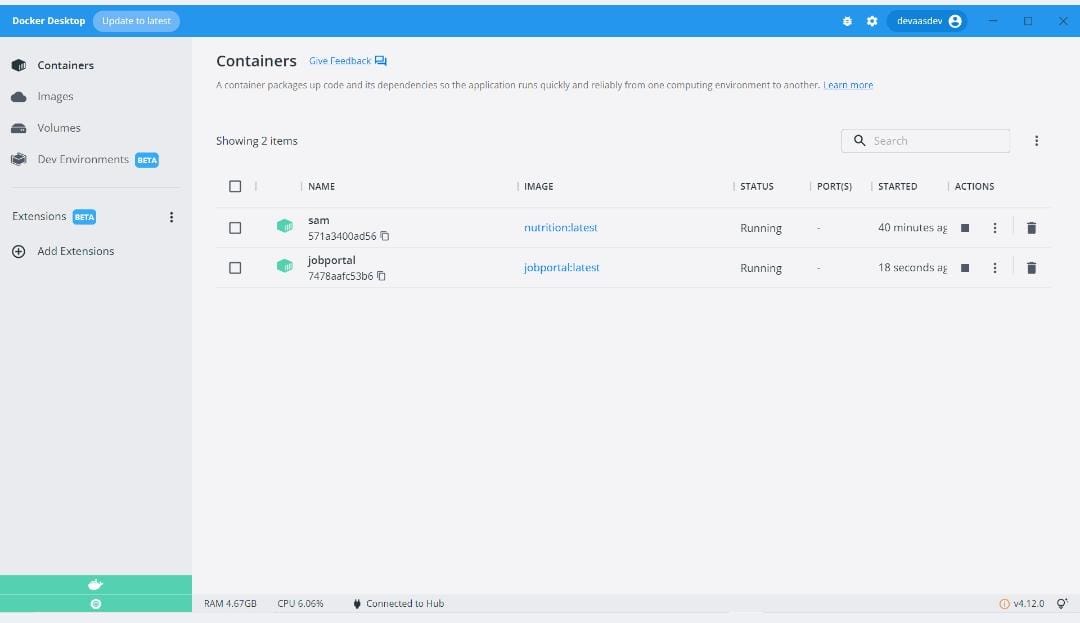 Docker Desktop Update to latest devaasdev
Containers
Images
Volumes
Dev Environments BETA
Extensions BETA
Add Extensions
Containers Give Feedback
A container packages up code and its dependencies so the application runs quickly and reliably from one computing environment to another. Learn more
Showing 2 items Search
NAME IMAGE STATUS PORT(S) STARTED ACTIONS
sam
571a3400ad56 nutrition:latest Running - 40 minutes ag
jobportal
7478aafc53b6 jobportal:latest Running - 18 seconds ag
RAM 4.67GB CPU 6.06% Connected to Hub v4.12.0